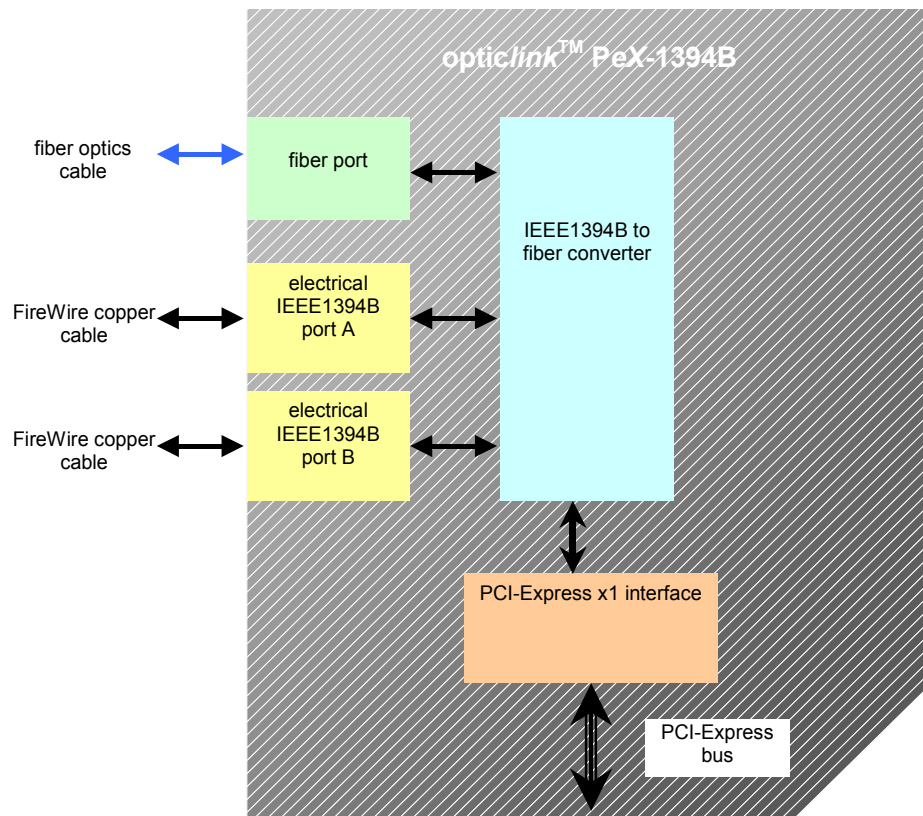 opticlink™ PeX-1394B
fiber optics
cable
fiber port
IEEE1394B to
fiber converter
FireWire copper
cable
electrical
IEEE1394B
port A
FireWire copper
cable
electrical
IEEE1394B
port B
PCI-Express x1 interface
PCI-Express
bus